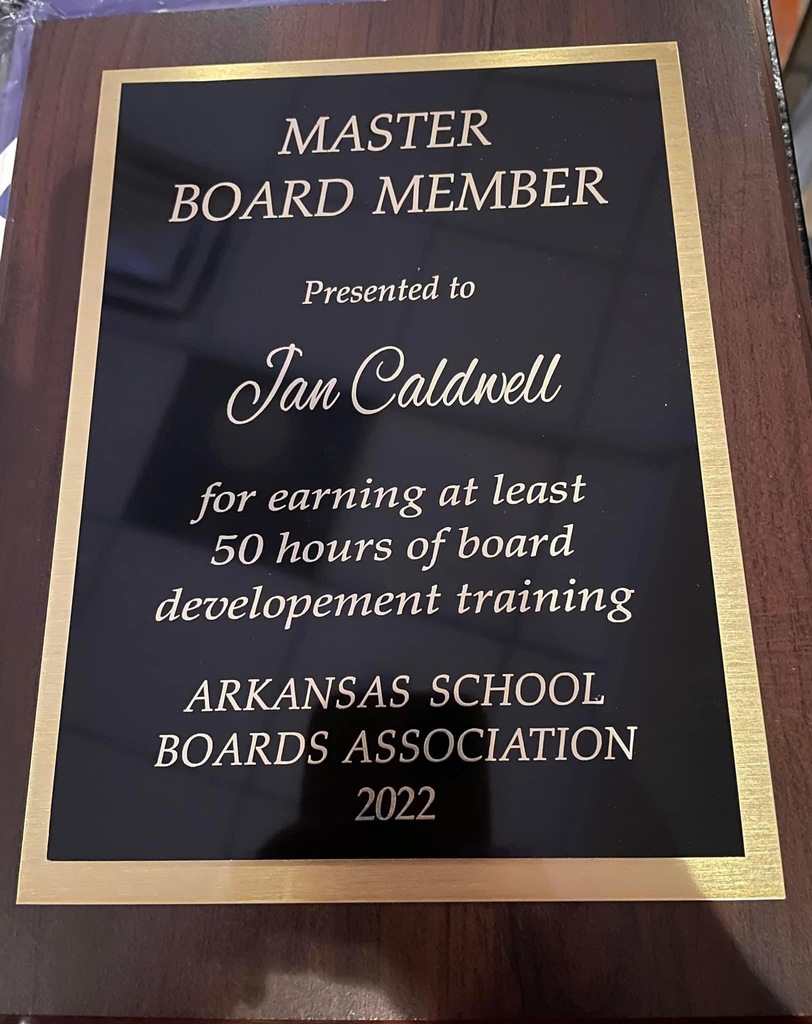 MASTER
BOARD MEMBER
Presented to
Jan Caldwell
for earning at least
50 hours of board
developement training
ARKANSAS SCHOOL
BOARDS ASSOCIATION
2022